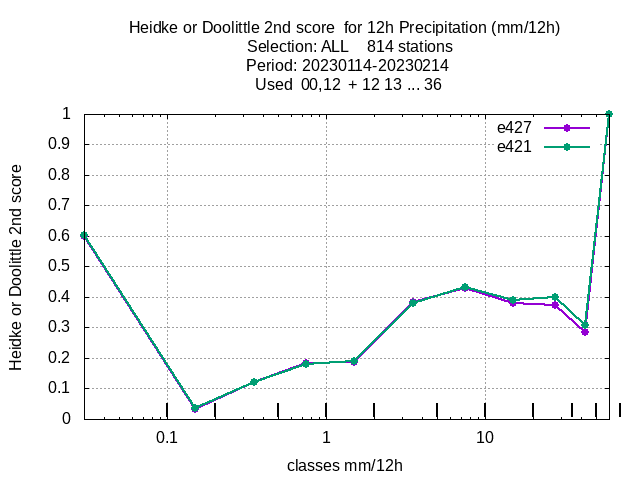 Heidke or Doolittle 2nd score  for 12h Precipitation (mm/12h)
Selection: ALL    814 stations
Period: 20230114-20230214
Used  00,12  + 12 13 ... 36
e427
e421
1
0.9
0.8
0.7
0.6
0.5
0.4
0.3
0.2
0.1
0
Heidke or Doolittle 2nd score
0.1 1 10
classes mm/12h